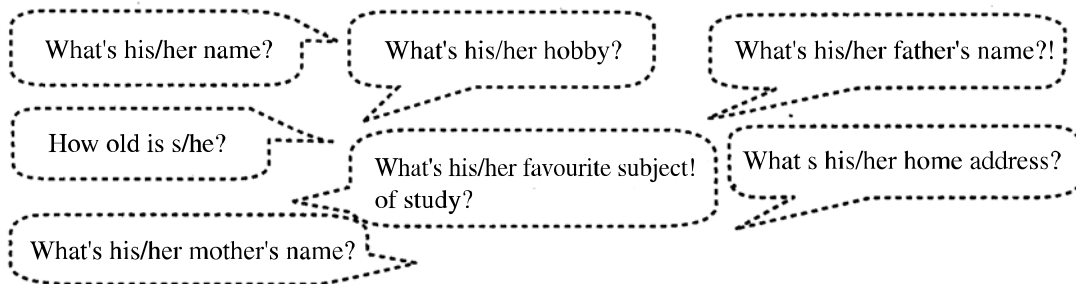 What's his/her name?
What's his/her hobby?
What's his/her father's name?!
How old is s/he?
What's his/her favourite subject!
of study?
What s his/her home address?
What's his/her mother's name?